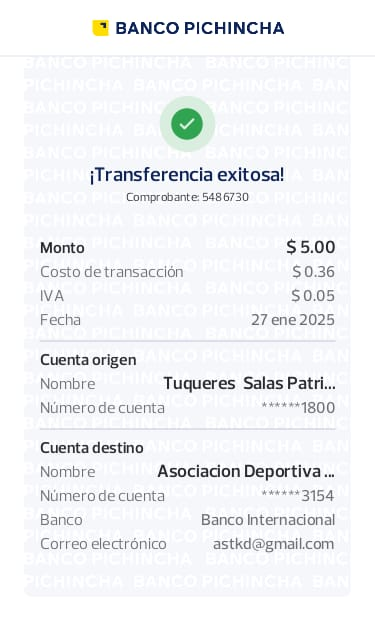 BANCO PICHINCHA
¡Transferencia exitosa!
Comprobante: 5486730
Monto $ 5.00
Costo de transacción $ 0.36
IVA $ 0.05
Fecha 27 ene 2025
Cuenta origen
Nombre Tuqueres Salas Patri...
Número de cuenta ******1800
Cuenta destino
Nombre Asociacion Deportiva ...
Número de cuenta ******3154
Banco Banco Internacional
Correo electrónico astkd@gmail.com